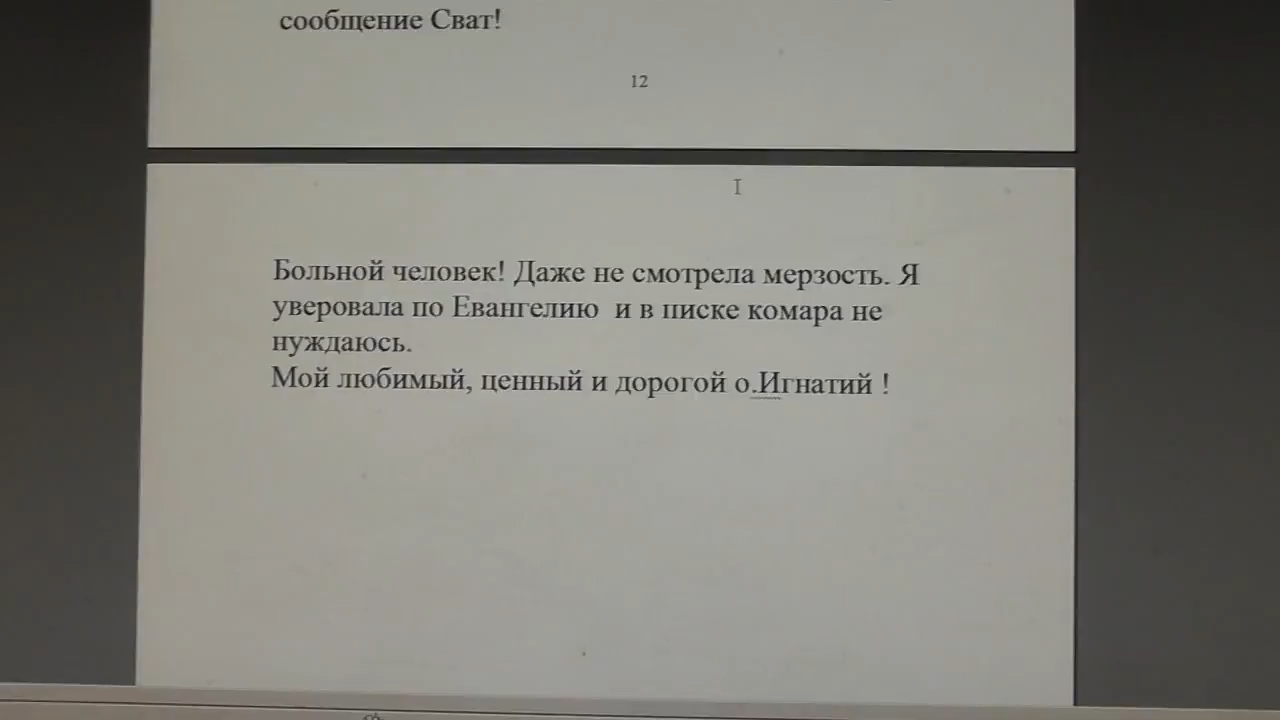 сообщение Сват!
12
Больной человек! Даже не смотрела мерзость. Я
уверовала по Евангелию и в писке комара не
нуждаюсь.
Мой любимый, ценный и дорогой о.Игнатий !